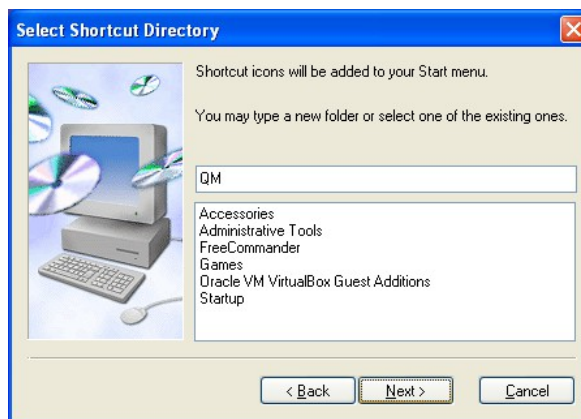 Select Shortcut Directory
Shortcut icons will be added to your Start menu.
You may type a new folder or select one of the existing ones.
QM
Accessories
Administrative Tools
FreeCommander
Games
Oracle VM VirtualBox Guest Additions
Startup
< Back
Next >
Cancel